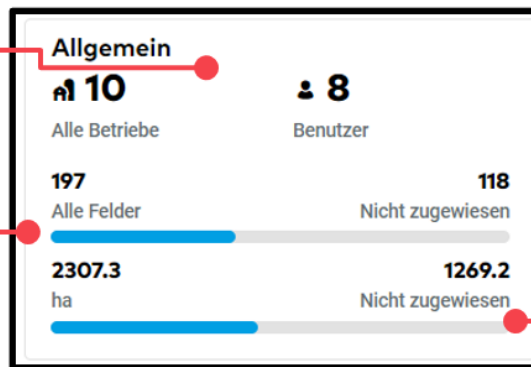 Allgemein
10 8
Alle Betriebe Benutzer
197 118
Alle Felder Nicht zugewiesen
2307.3 1269.2
ha Nicht zugewiesen